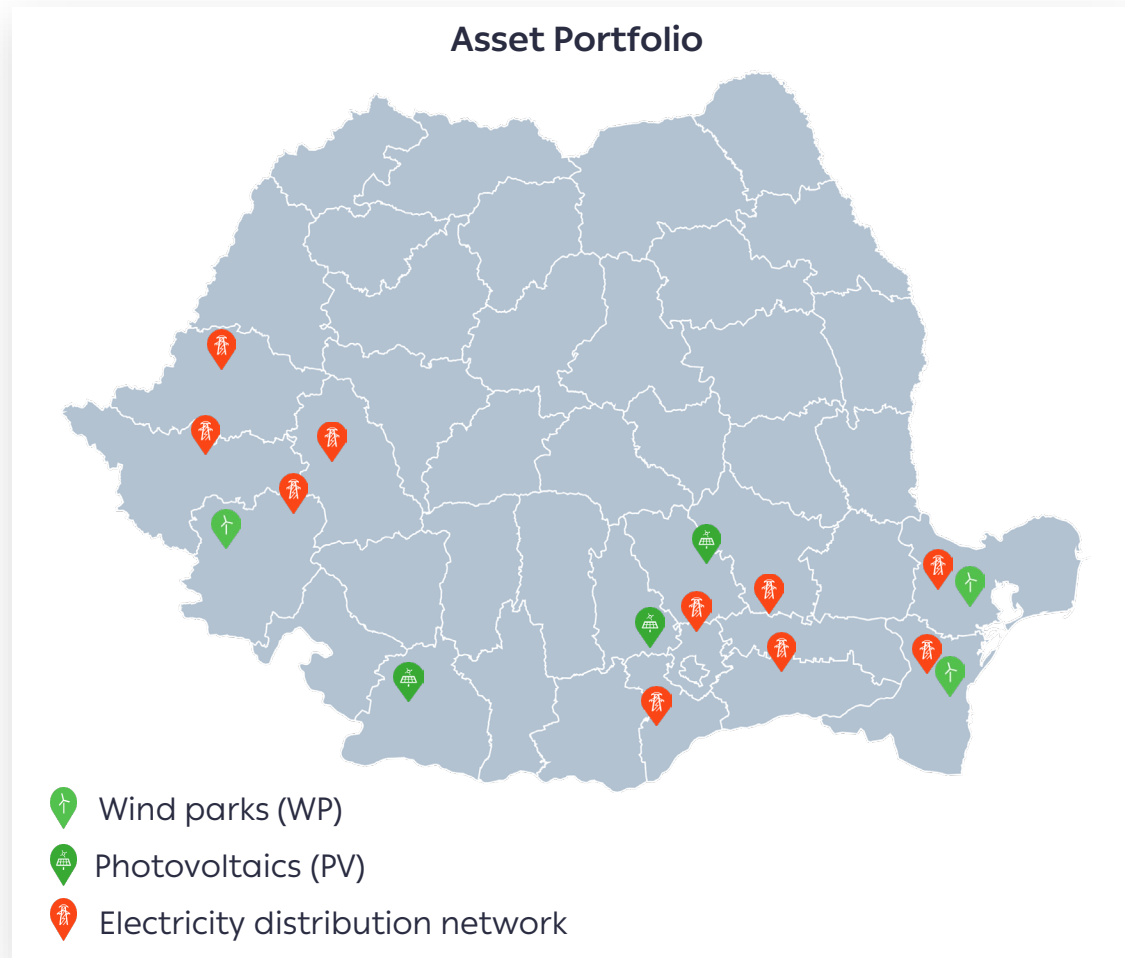 Asset Portfolio
Wind parks (WP)
Photovoltaics (PV)
Electricity distribution network